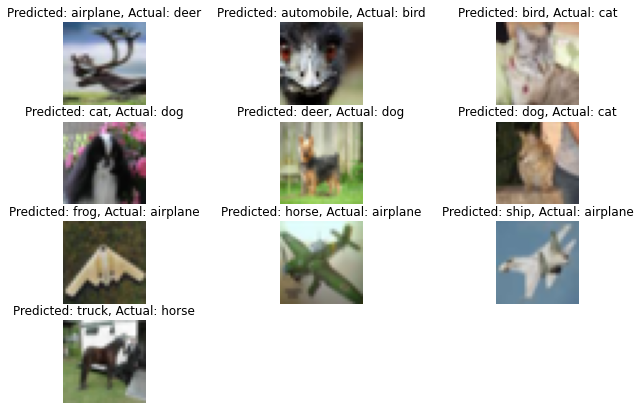 Predicted: airplane, Actual: deer
Predicted: automobile, Actual: bird
Predicted: bird, Actual: cat
Predicted: cat, Actual: dog
Predicted: deer, Actual: dog
Predicted: dog, Actual: cat
Predicted: frog, Actual: airplane
Predicted: horse, Actual: airplane
Predicted: ship, Actual: airplane
Predicted: truck, Actual: horse